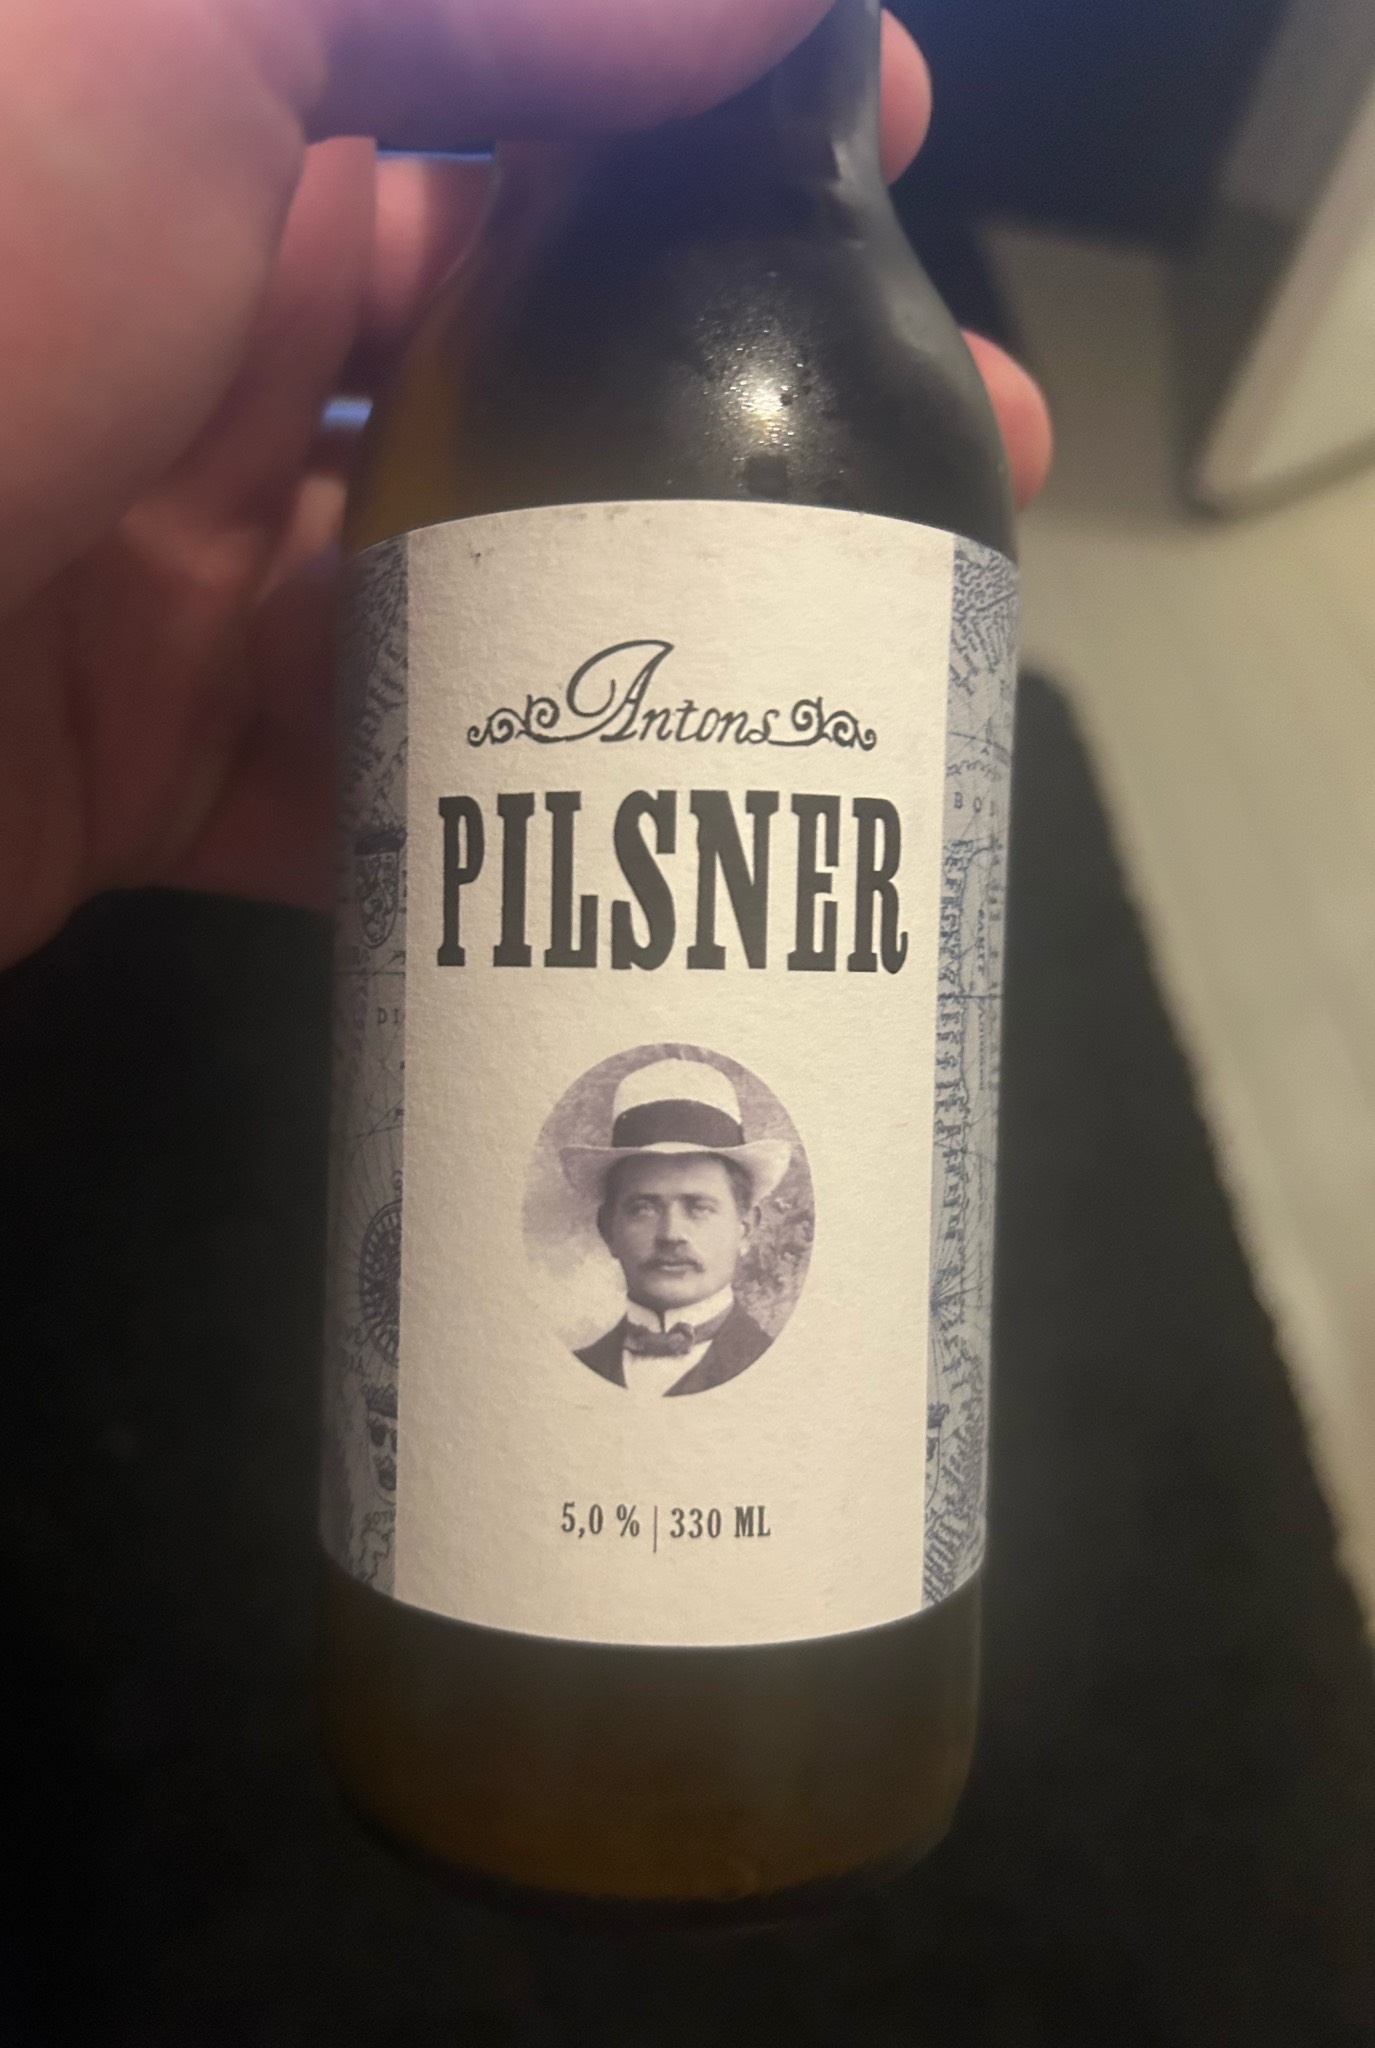 Antons
PILSNER
5,0 % | 330 ML